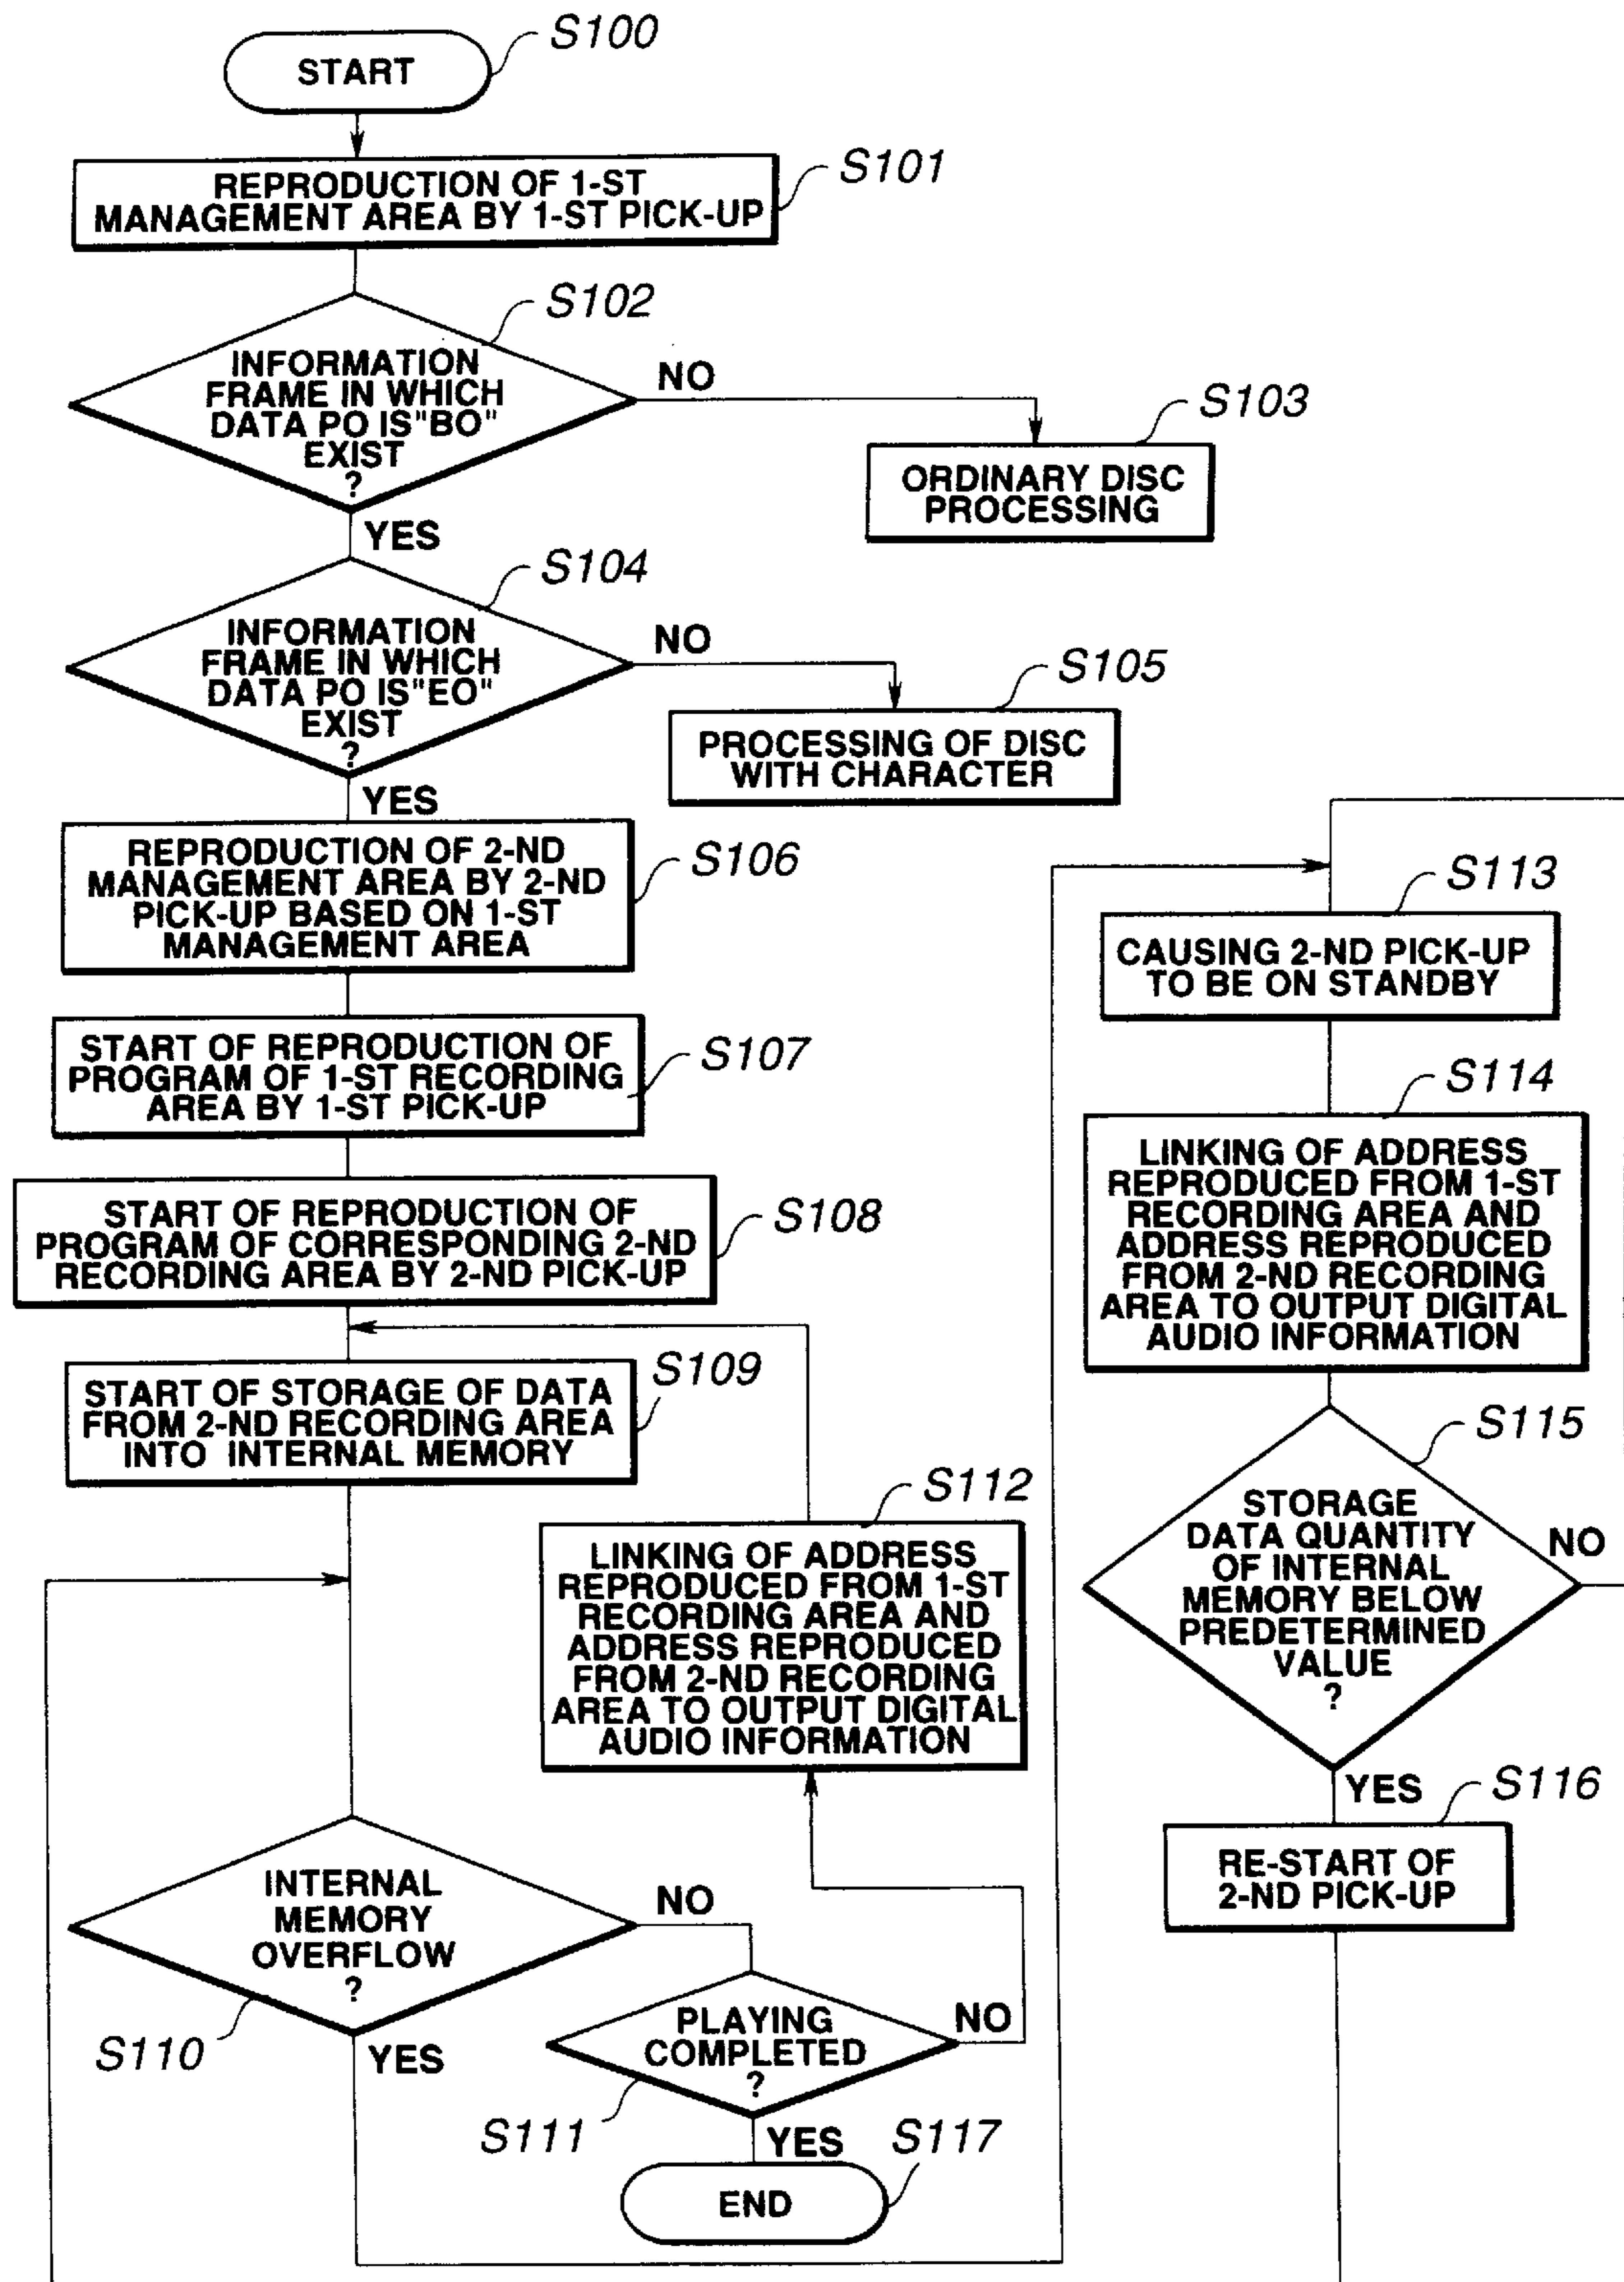 S100
START
S101
REPRODUCTION OF 1-ST
MANAGEMENT AREA BY 1-ST PICK-UP
S102
INFORMATION
FRAME IN WHICH
DATA PO IS"BO"
EXIST
?
NO
YES
S103
ORDINARY DISC
PROCESSING
S104
INFORMATION
FRAME IN WHICH
DATA PO IS"EO"
EXIST
?
NO
YES
S105
PROCESSING OF DISC
WITH CHARACTER
S106
REPRODUCTION OF 2-ND
MANAGEMENT AREA BY 2-ND
PICK-UP BASED ON 1-ST
MANAGEMENT AREA
S107
START OF REPRODUCTION OF
PROGRAM OF 1-ST RECORDING
AREA BY 1-ST PICK-UP
S108
START OF REPRODUCTION OF
PROGRAM OF CORRESPONDING 2-ND
RECORDING AREA BY 2-ND PICK-UP
S109
START OF STORAGE OF DATA
FROM 2-ND RECORDING AREA
INTO INTERNAL MEMORY
S110
INTERNAL
MEMORY
OVERFLOW
?
NO
YES
S111
PLAYING
COMPLETED
?
NO
YES
S117
END
S112
LINKING OF ADDRESS
REPRODUCED FROM 1-ST
RECORDING AREA AND
ADDRESS REPRODUCED
FROM 2-ND RECORDING
AREA TO OUTPUT DIGITAL
AUDIO INFORMATION
S113
CAUSING 2-ND PICK-UP
TO BE ON STANDBY
S114
LINKING OF ADDRESS
REPRODUCED FROM 1-ST
RECORDING AREA AND
ADDRESS REPRODUCED
FROM 2-ND RECORDING
AREA TO OUTPUT DIGITAL
AUDIO INFORMATION
S115
STORAGE
DATA QUANTITY
OF INTERNAL
MEMORY BELOW
PREDETERMINED
VALUE
?
NO
YES
S116
RE-START OF
2-ND PICK-UP